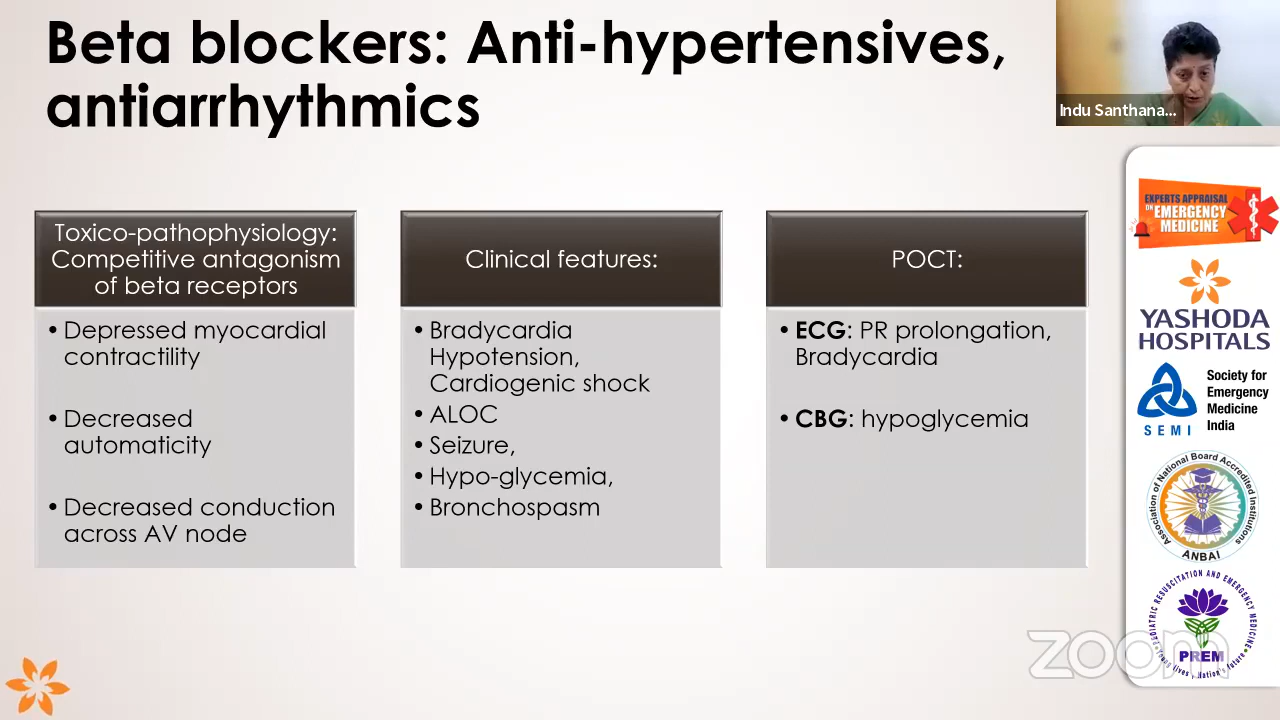 Beta blockers: Anti-hypertensives,
antiarrhythmics
Indu Santhana...
Toxico-pathophysiology:
Competitive antagonism
of beta receptors
• Depressed myocardial
contractility
• Decreased
automaticity
• Decreased conduction
across AV node
Clinical features:
• Bradycardia
Hypotension,
Cardiogenic shock
• ALOC
• Seizure,
• Hypo-glycemia,
• Bronchospasm
POCT:
• ECG: PR prolongation,
Bradycardia
• CBG: hypoglycemia
EXPERTS APPRAISAL
ON EMERGENCY
MEDICINE
YASHODA
HOSPITALS
SEMI
Society for
Emergency
Medicine
India
Association of National Board Accredited Institutions
ANBAI
PEDIATRIC RESUSCITATION AND EMERGENCY MEDICINE
PREM
zoom